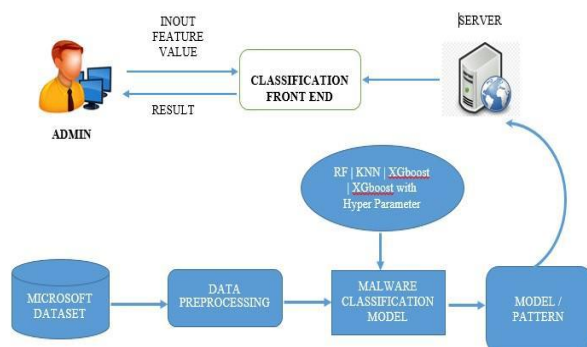 INOUT
FEATURE
VALUE
SERVER
CLASSIFICATION
FRONT END
ADMIN
RESULT
RF | KNN | XGboost
| XGboost with
Hyper Parameter
MICROSOFT
DATASET
DATA
PREPROCESSING
MALWARE
CLASSIFICATION
MODEL
MODEL /
PATTERN